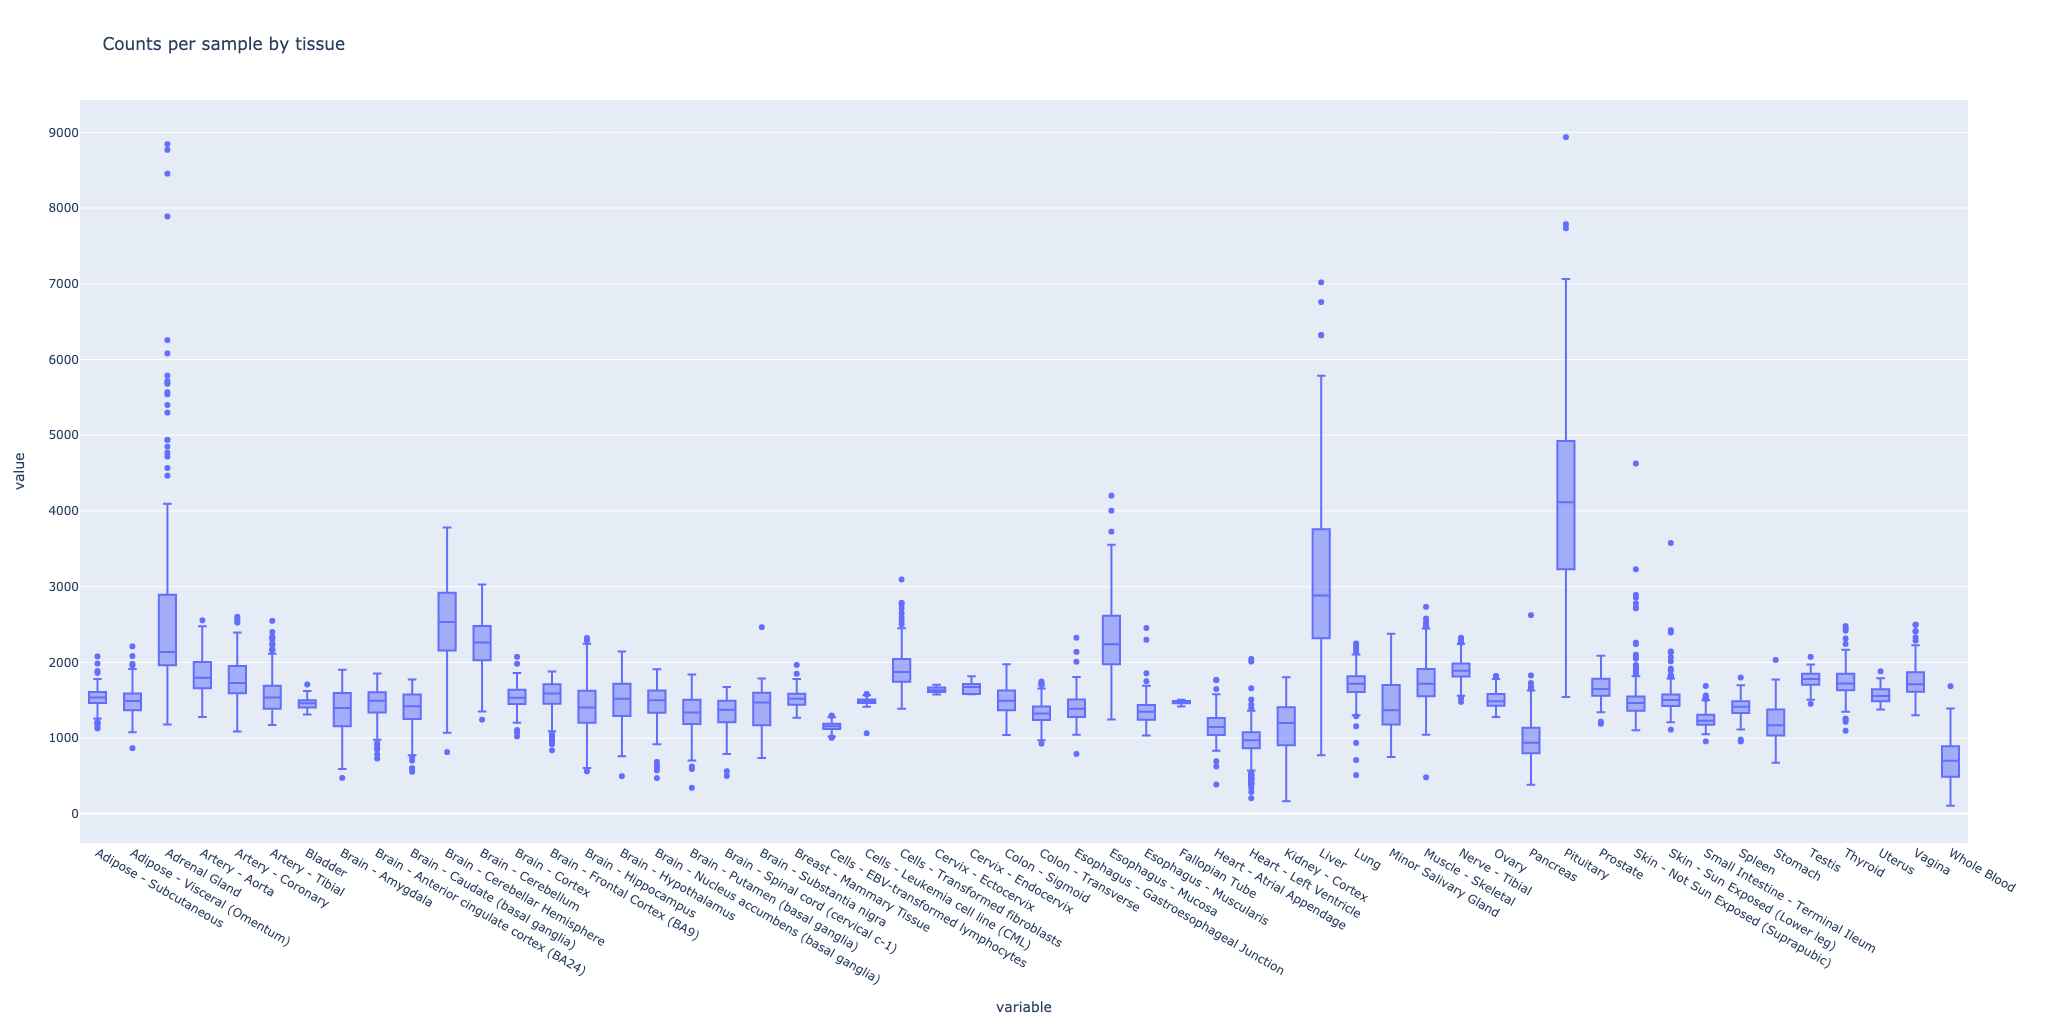 Counts per sample by tissue
9000
8000
7000
6000
5000
4000
3000
2000
1000
0
value
Adipose - Subcutaneous
Adipose - Visceral (Omentum)
Adrenal Gland
Artery - Aorta
Artery - Coronary
Artery - Tibial
Bladder
Brain - Amygdala
Brain - Anterior cingulate cortex (BA24)
Brain - Caudate (basal ganglia)
Brain - Cerebellar Hemisphere
Brain - Cerebellum
Brain - Cortex
Brain - Frontal Cortex (BA9)
Brain - Hippocampus
Brain - Hypothalamus
Brain - Nucleus accumbens (basal ganglia)
Brain - Putamen (basal ganglia)
Brain - Spinal cord (cervical c-1)
Brain - Substantia nigra
Breast - Mammary Tissue
Cells - EBV-transformed lymphocytes
Cells - Leukemia cell line (CML)
Cells - Transformed fibroblasts
Cervix - Ectocervix
Cervix - Endocervix
Colon - Sigmoid
Colon - Transverse
Esophagus - Gastroesophageal Junction
Esophagus - Mucosa
Esophagus - Muscularis
Fallopian Tube
Heart - Atrial Appendage
Heart - Left Ventricle
Kidney - Cortex
Liver
Lung
Minor Salivary Gland
Muscle - Skeletal
Nerve - Tibial
Ovary
Pancreas
Pituitary
Prostate
Skin - Not Sun Exposed (Suprapubic)
Skin - Sun Exposed (Lower leg)
Small Intestine - Terminal Ileum
Spleen
Stomach
Testis
Thyroid
Uterus
Vagina
Whole Blood
variable